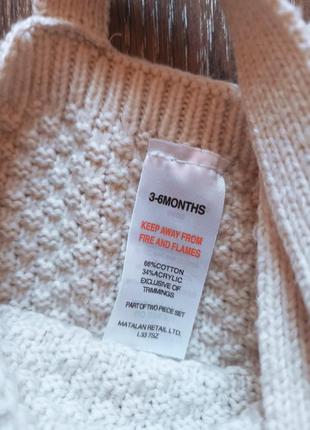 3-6MONTHS
KEEP AWAY FROM
FIRE AND FLAMES
66%COTTON
34%ACRYLIC
EXCLUSIVE OF
TRIMMINGS
PART OF TWO PIECE SET
MATALAN RETAIL LTD.
L33 7SZ